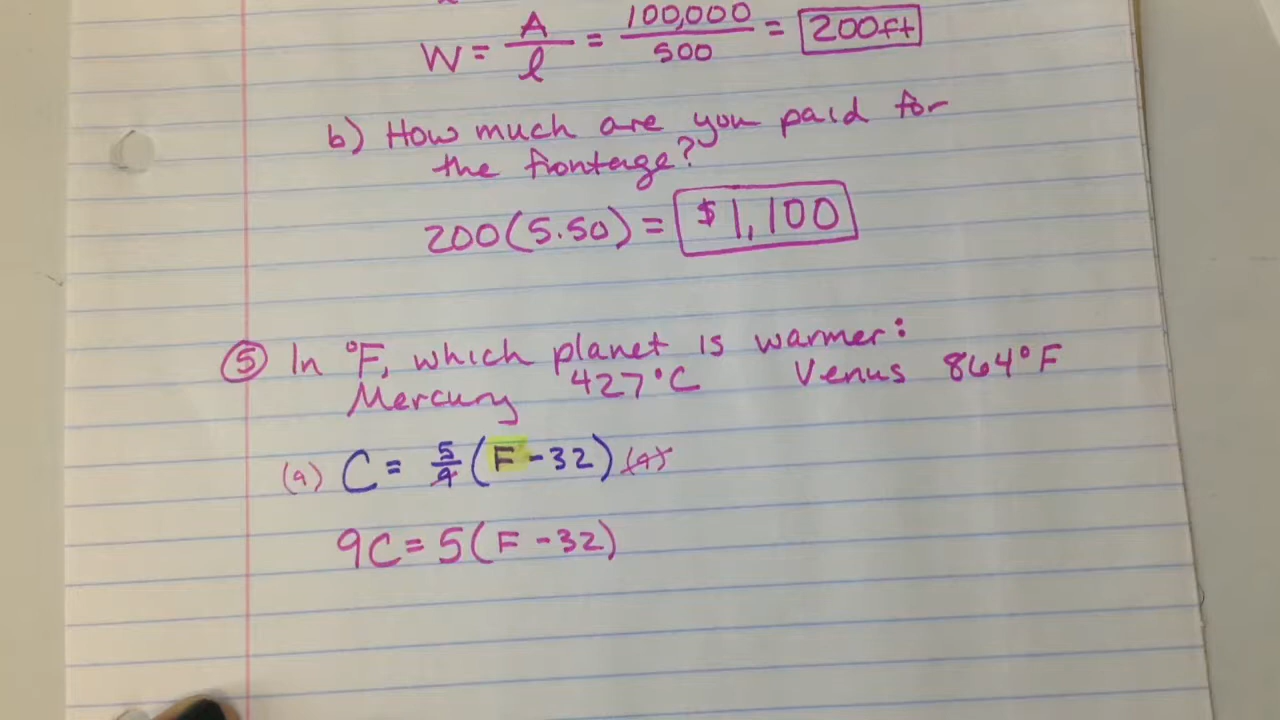 W = A/l = 100,000/500 = 200ft
b) How much are you paid for
the frontage?
200(5.50) = $1,100
⑤ In °F, which planet is warmer:
Mercury 427°C Venus 864°F
(9) C = 5/9 (F - 32) (9)
9C = 5(F - 32)